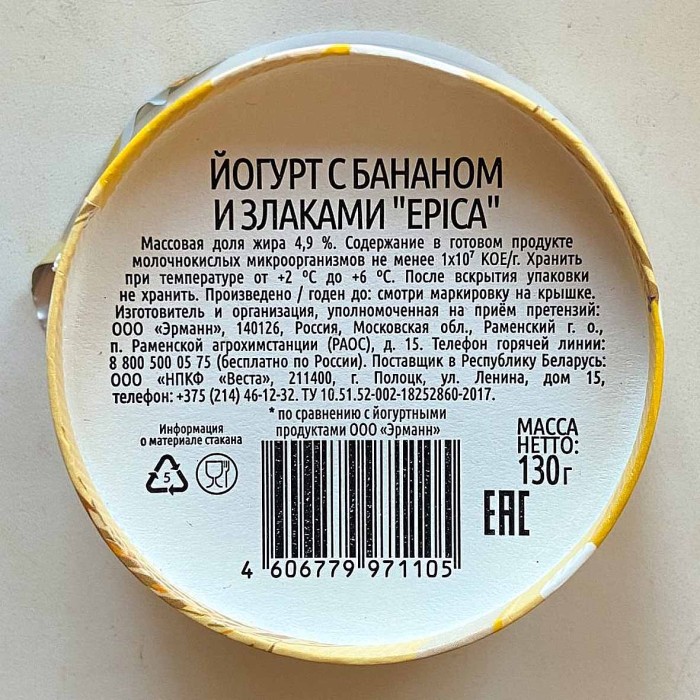 ЙОГУРТ С БАНАНОМ
И ЗЛАКАМИ "EPICA"
Массовая доля жира 4,9 %. Содержание в готовом продукте
молочнокислых микроорганизмов не менее 1х10⁷ КОЕ/г. Хранить
при температуре от +2 °С до +6 °С. После вскрытия упаковки
не хранить. Произведено / годен до: смотри маркировку на крышке.
Изготовитель и организация, уполномоченная на приём претензий:
ООО «Эрманн», 140126, Россия, Московская обл., Раменский г. о.,
п. Раменской агрохимстанции (РАОС), д. 15. Телефон горячей линии:
8 800 500 05 75 (бесплатно по России). Поставщик в Республику Беларусь:
ООО «НПКФ «Веста», 211400, г. Полоцк, ул. Ленина, дом 15,
телефон: +375 (214) 46-12-32. ТУ 10.51.52-002-18252860-2017.
* по сравнению с йогуртными
продуктами ООО «Эрманн»
Информация
о материале стакана
5
МАССА
НЕТТО:
130 г
ЕАС
4 606779 971105